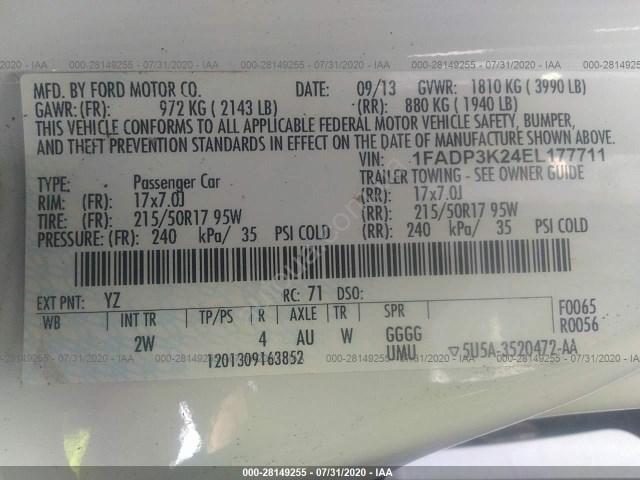 000-28149255 - 07/31/2020 - IAA
MFD. BY FORD MOTOR CO. DATE: 09/13 GVWR: 1810 KG ( 3990 LB)
GAWR: (FR): 972 KG ( 2143 LB) (RR): 880 KG ( 1940 LB)
THIS VEHICLE CONFORMS TO ALL APPLICABLE FEDERAL MOTOR VEHICLE SAFETY, BUMPER,
AND THEFT PREVENTION STANDARDS IN EFFECT ON THE DATE OF MANUFACTURE SHOWN ABOVE.
VIN: 1FADP3K24EL177711
TYPE: Passenger Car TRAILER TOWING - SEE OWNER GUIDE
RIM: (FR) 17x7.0J (RR): 17x7.0J
TIRE: (FR) 215/50R17 95W (RR): 215/50R17 95W
PRESSURE: (FR): 240 kPa/ 35 PSI COLD (RR): 240 kPa/ 35 PSI COLD
EXT PNT: YZ RC: 71 DSO: F0065
WB INT TR TP/PS R AXLE TR SPR R0056
2W 4 AU W GGGG
1201309163852 UMU ▽5U5A-3520472-AA
000-28149255 - 07/31/2020 - IAA